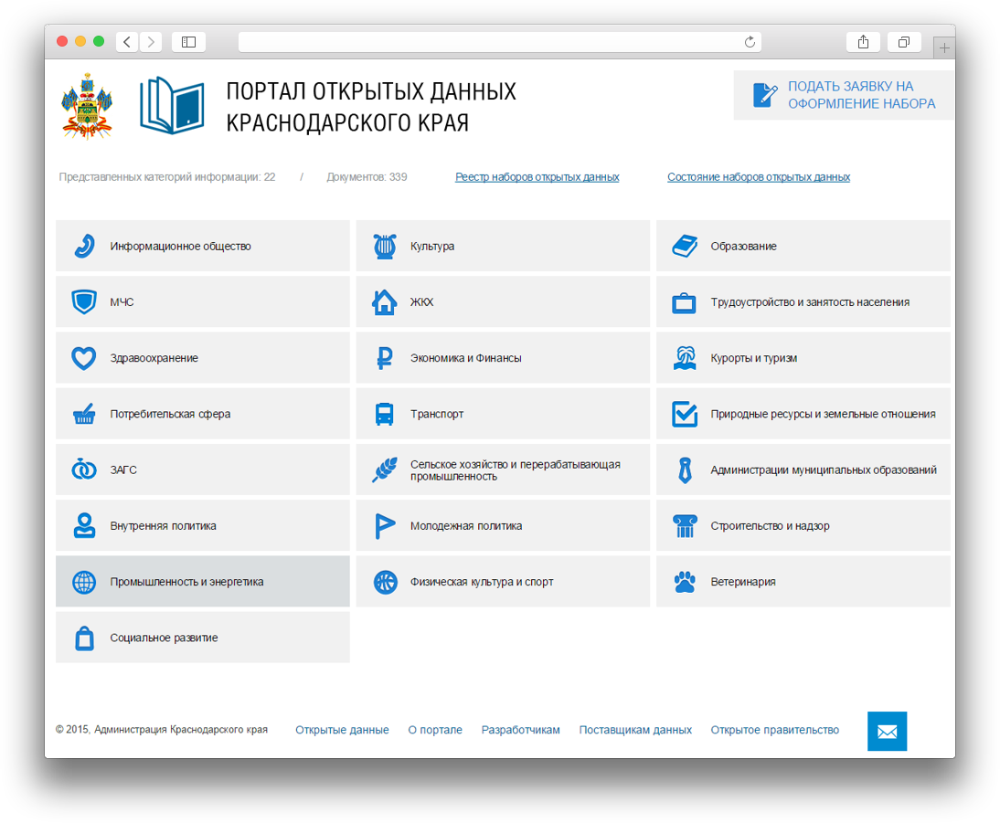 ПОРТАЛ ОТКРЫТЫХ ДАННЫХ
КРАСНОДАРСКОГО КРАЯ
ПОДАТЬ ЗАЯВКУ НА
ОФОРМЛЕНИЕ НАБОРА
Представленных категорий информации: 22 / Документов: 339 Реестр наборов открытых данных Состояние наборов открытых данных
Информационное общество
Культура
Образование
МЧС
ЖКХ
Трудоустройство и занятость населения
Здравоохранение
Экономика и Финансы
Курорты и туризм
Потребительская сфера
Транспорт
Природные ресурсы и земельные отношения
ЗАГС
Сельское хозяйство и перерабатывающая
промышленность
Администрации муниципальных образований
Внутренняя политика
Молодежная политика
Строительство и надзор
Промышленность и энергетика
Физическая культура и спорт
Ветеринария
Социальное развитие
© 2015, Администрация Краснодарского края Открытые данные О портале Разработчикам Поставщикам данных Открытое правительство